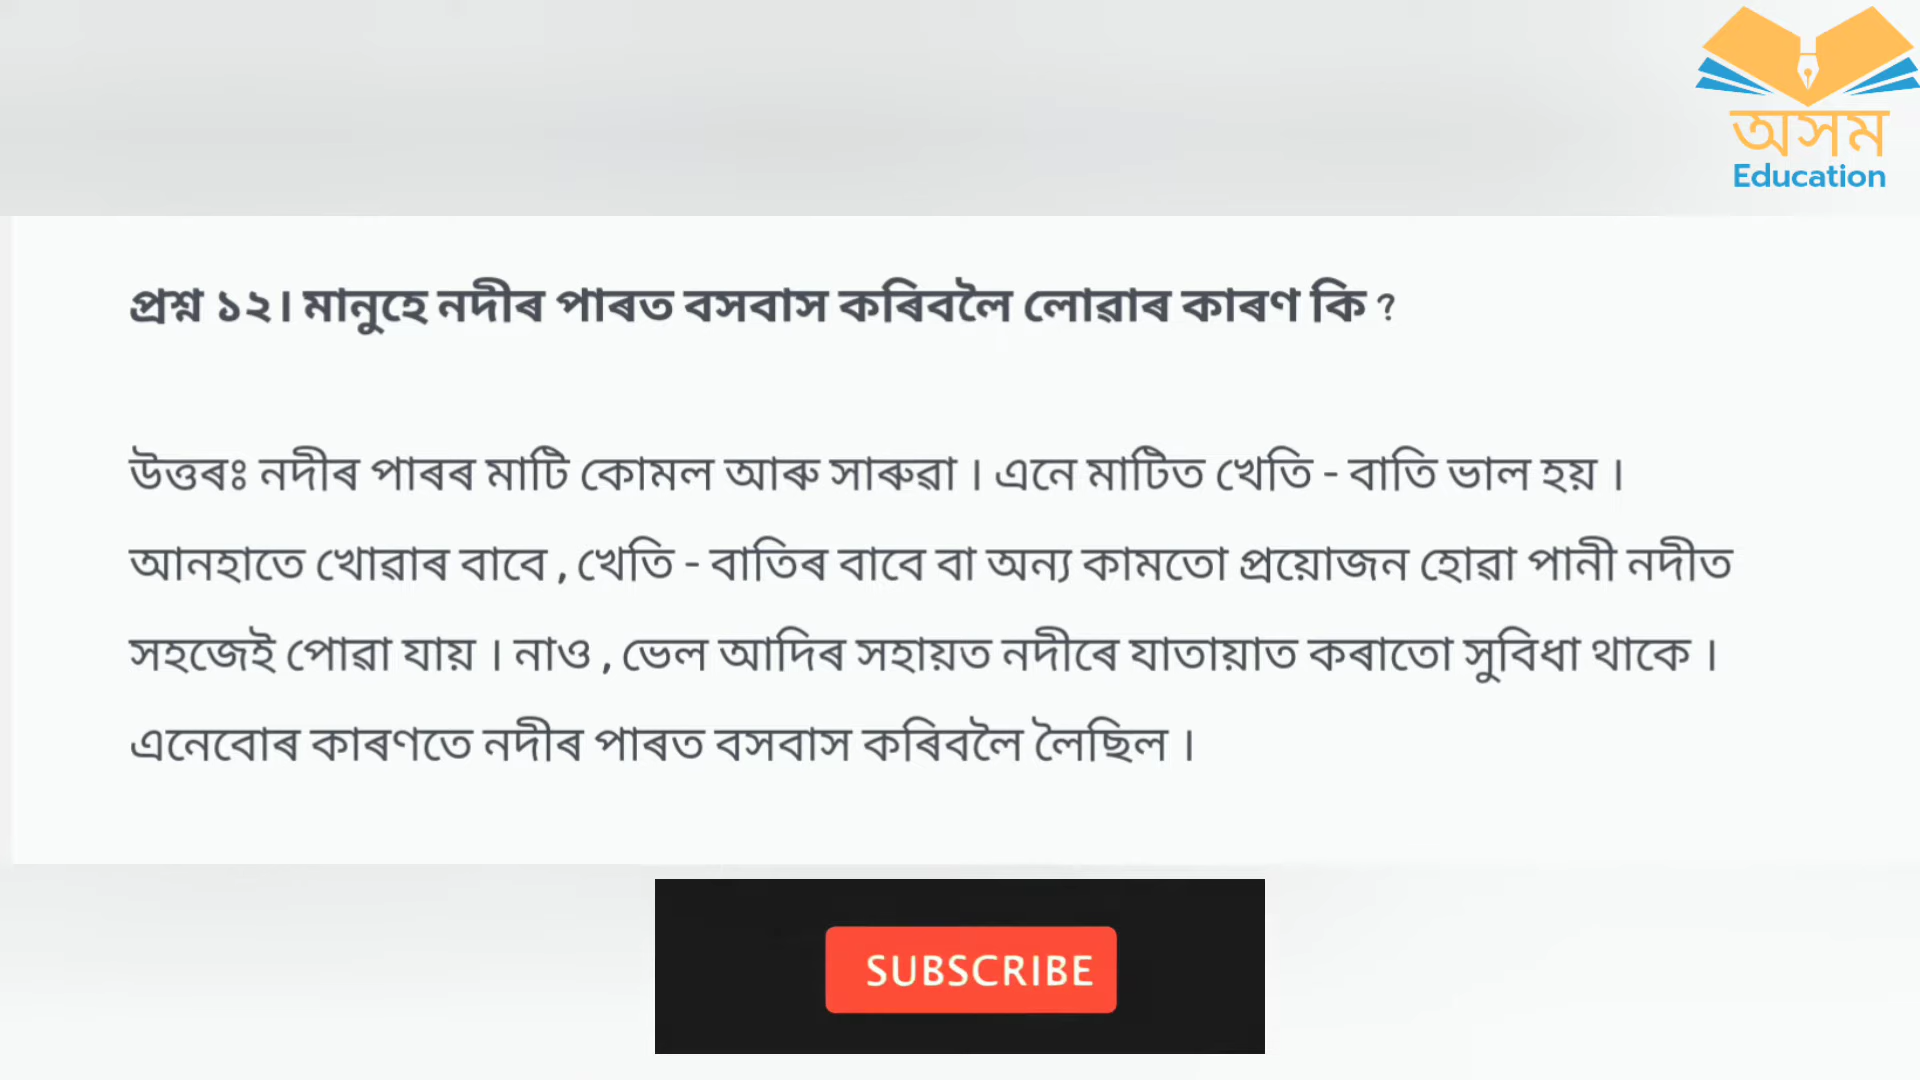 অসম
Education
প্ৰশ্ন ১২। মানুহে নদীৰ পাৰত বসবাস কৰিবলৈ লোৱাৰ কাৰণ কি ?
উত্তৰঃ নদীৰ পাৰৰ মাটি কোমল আৰু সাৰুৱা । এনে মাটিত খেতি - বাতি ভাল হয় ।
আনহাতে খোৱাৰ বাবে , খেতি - বাতিৰ বাবে বা অন্য কামতো প্ৰয়োজন হোৱা পানী নদীত
সহজেই পোৱা যায় । নাও , ভেল আদিৰ সহায়ত নদীৰে যাতায়াত কৰাতো সুবিধা থাকে ।
এনেবোৰ কাৰণতে নদীৰ পাৰত বসবাস কৰিবলৈ লৈছিল ।
SUBSCRIBE